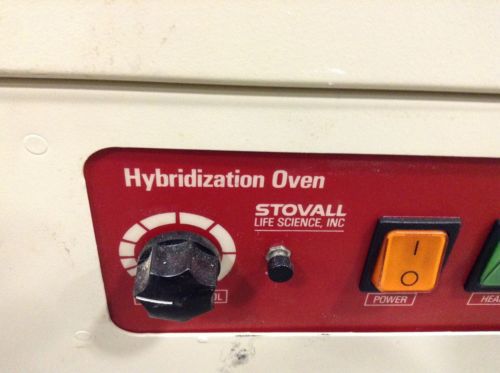 Hybridization Oven
STOVALL
LIFE SCIENCE, INC
POWER